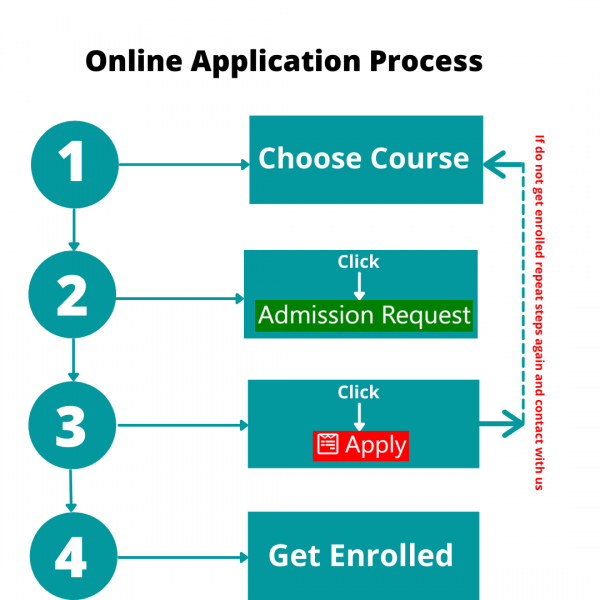 Online Application Process
1
Choose Course
2
Click
Admission Request
3
Click
Apply
4
Get Enrolled
If do not get enrolled repeat steps again and contact with us